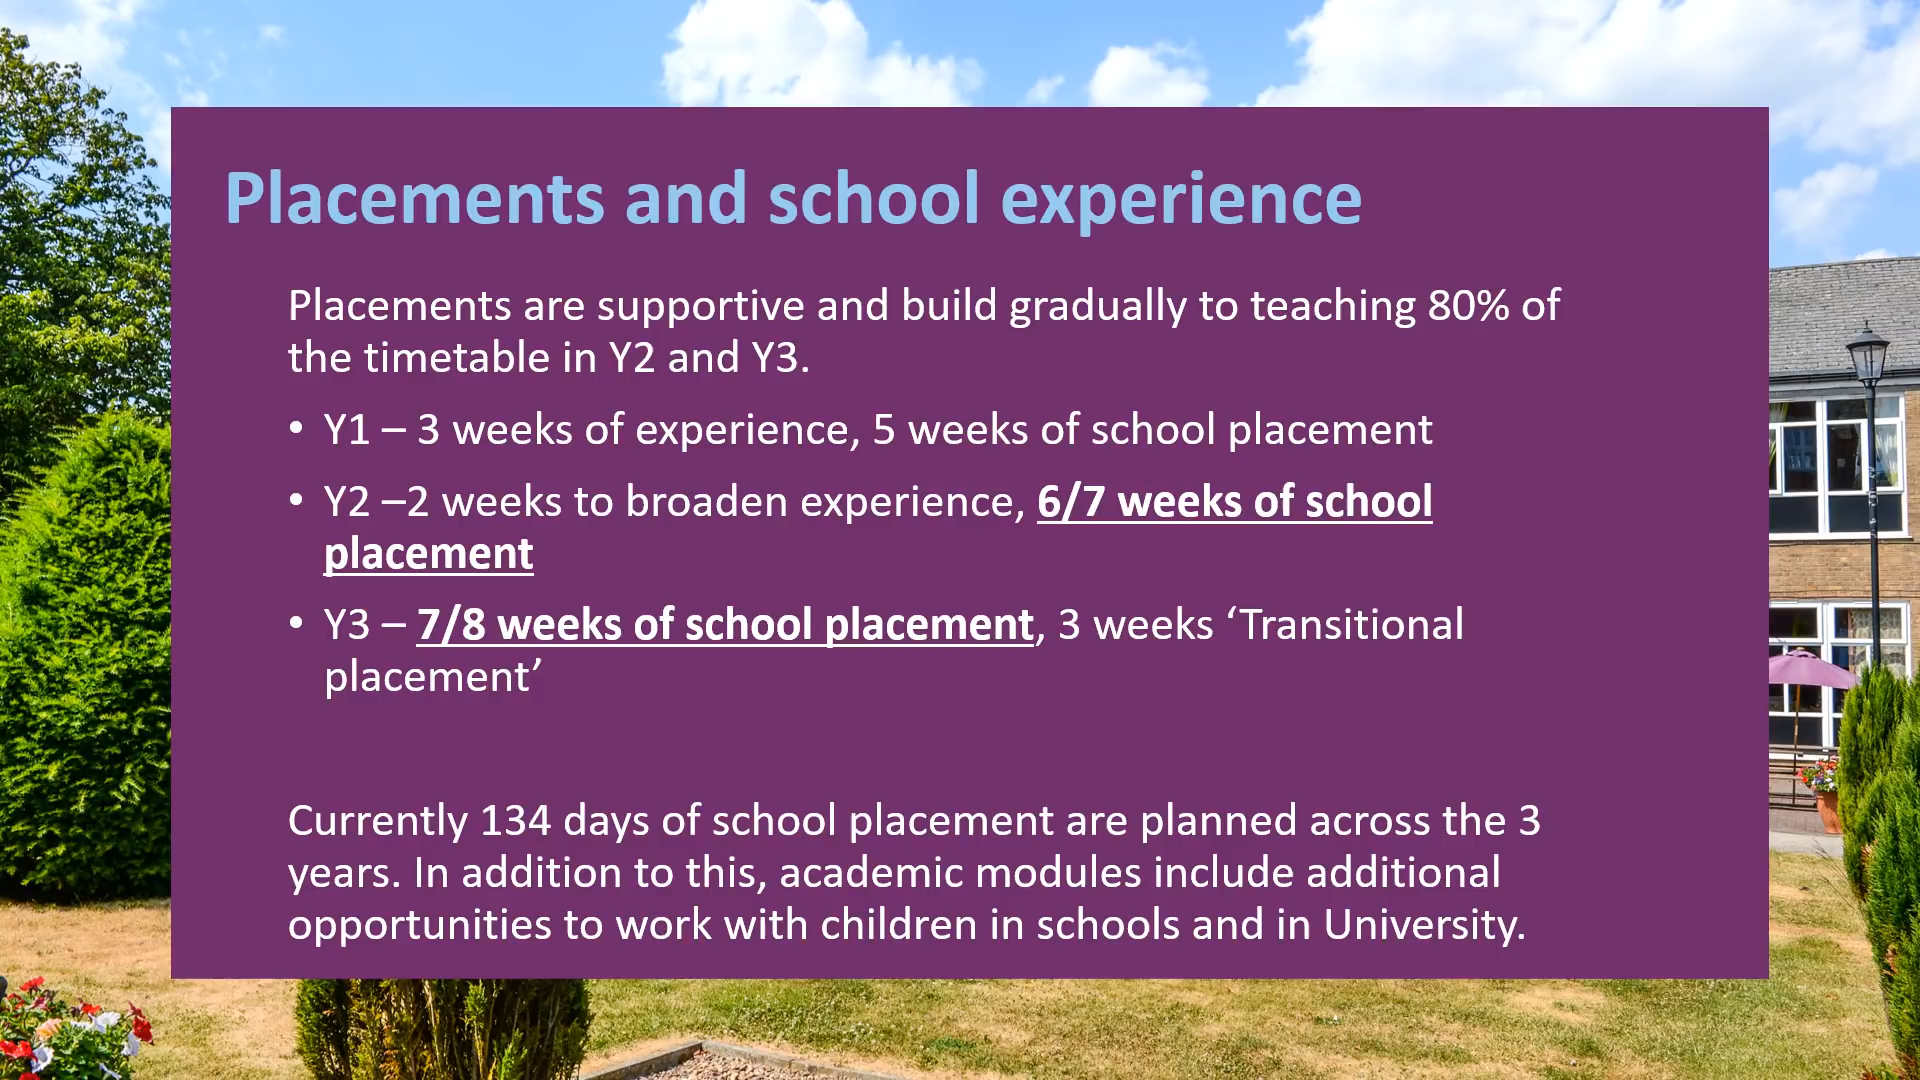 Placements and school experience
Placements are supportive and build gradually to teaching 80% of
the timetable in Y2 and Y3.
• Y1 – 3 weeks of experience, 5 weeks of school placement
• Y2 –2 weeks to broaden experience, 6/7 weeks of school
placement
• Y3 – 7/8 weeks of school placement, 3 weeks ‘Transitional
placement’
Currently 134 days of school placement are planned across the 3
years. In addition to this, academic modules include additional
opportunities to work with children in schools and in University.